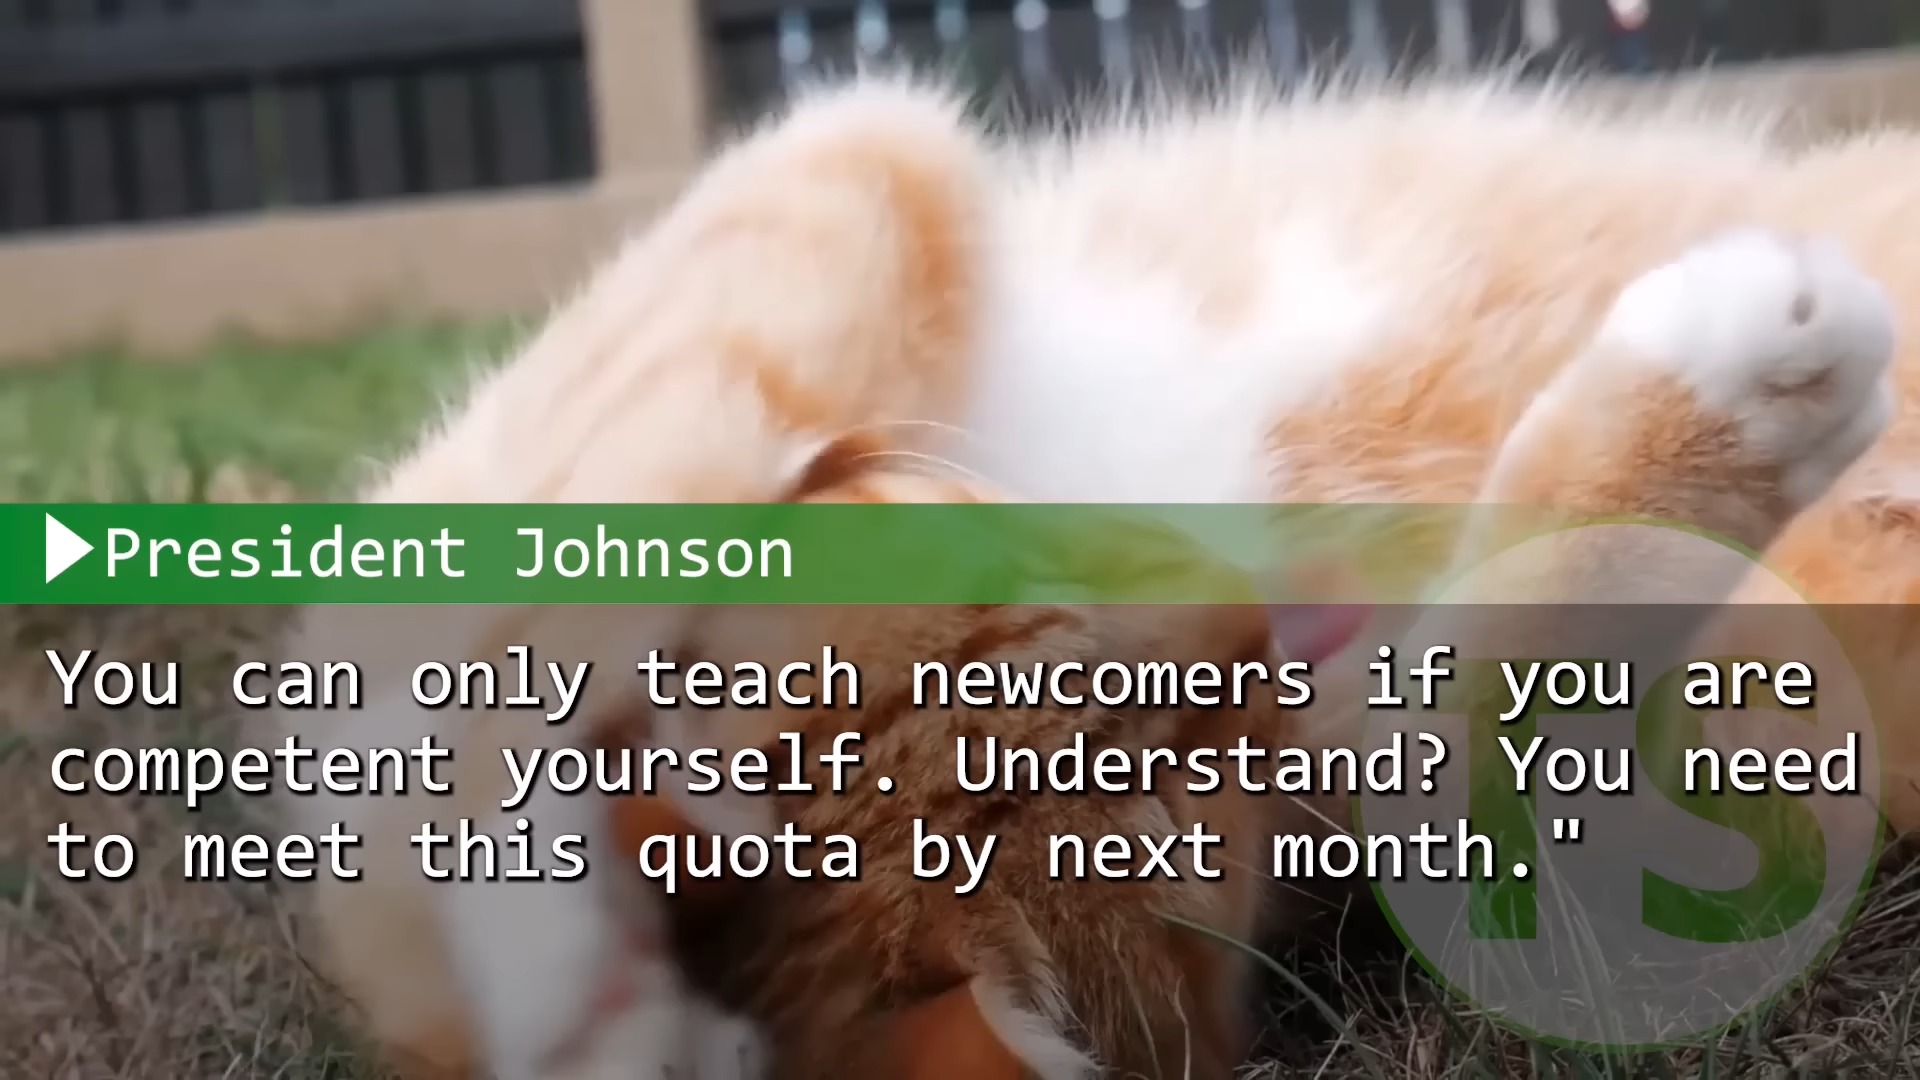 President Johnson
You can only teach newcomers if you are
competent yourself. Understand? You need
to meet this quota by next month."
TS